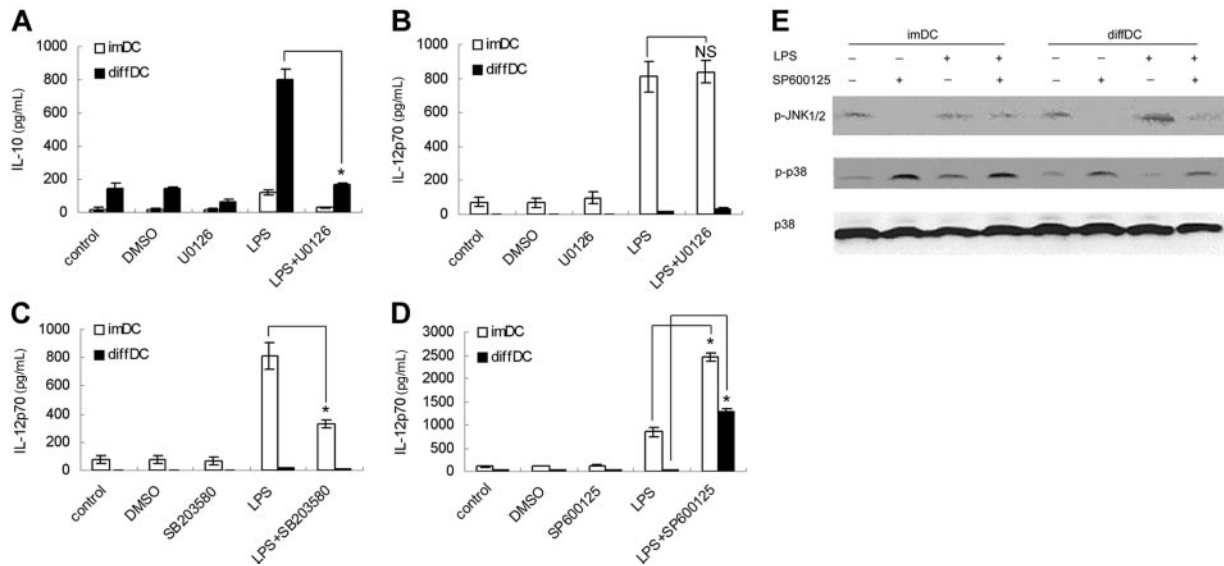 A
imDC
diffDC
IL-10 (pg/mL)
1000
800
600
400
200
0
*
control
DMSO
U0126
LPS
LPS+U0126
B
imDC
diffDC
IL-12p70 (pg/mL)
1000
800
600
400
200
0
NS
control
DMSO
U0126
LPS
LPS+U0126
E
imDC diffDC
LPS − − + + − − + +
SP600125 − + − + − + − +
p-JNK1/2
p-p38
p38
C
imDC
diffDC
IL-12p70 (pg/mL)
1000
800
600
400
200
0
*
control
DMSO
SB203580
LPS
LPS+SB203580
D
imDC
diffDC
IL-12p70 (pg/mL)
3000
2500
2000
1500
1000
500
0
*
*
control
DMSO
SP600125
LPS
LPS+SP600125